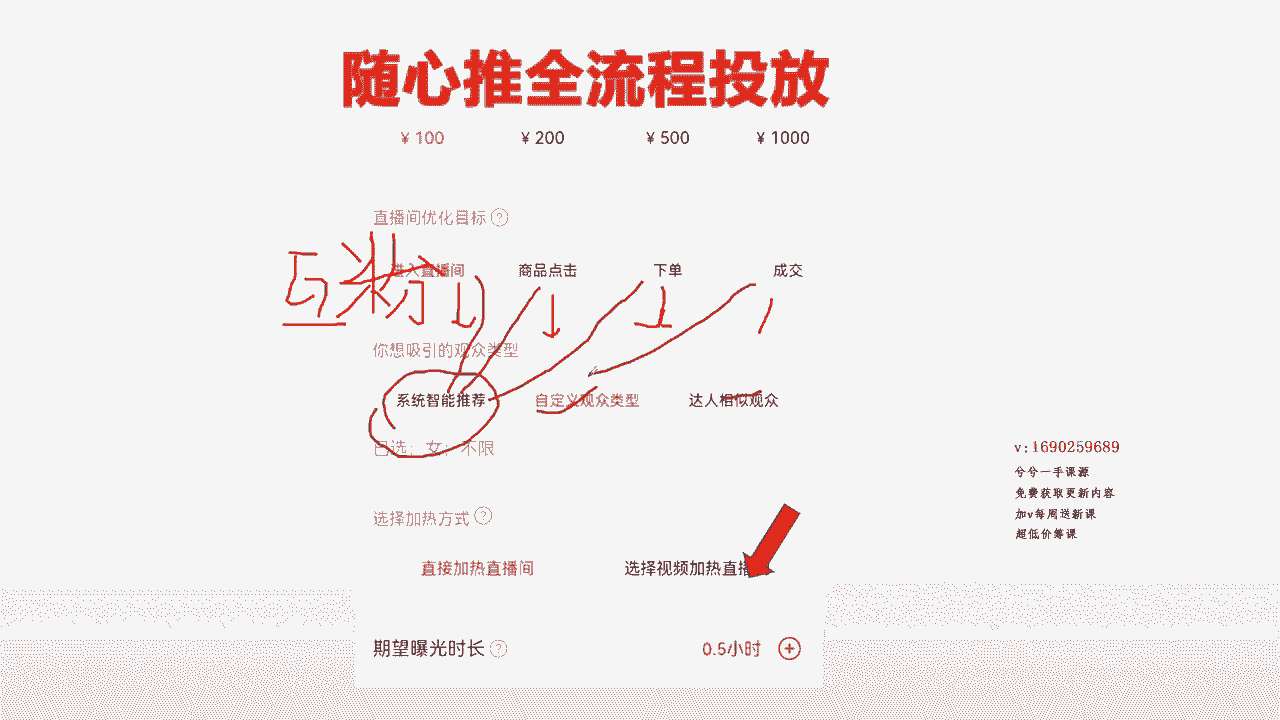 随心推全流程投放
¥ 100 ¥ 200 ¥ 500 ¥ 1000
直播间优化目标 ?
进入直播间 商品点击 下单 成交
你想吸引的观众类型
系统智能推荐 自定义观众类型 达人相似观众
已选：女；不限
选择加热方式 ?
直接加热直播间 选择视频加热直播
期望曝光时长 ? 0.5小时
v:1690259689
兮兮一手课源
免费获取更新内容
加v每周送新课
超低价筹课